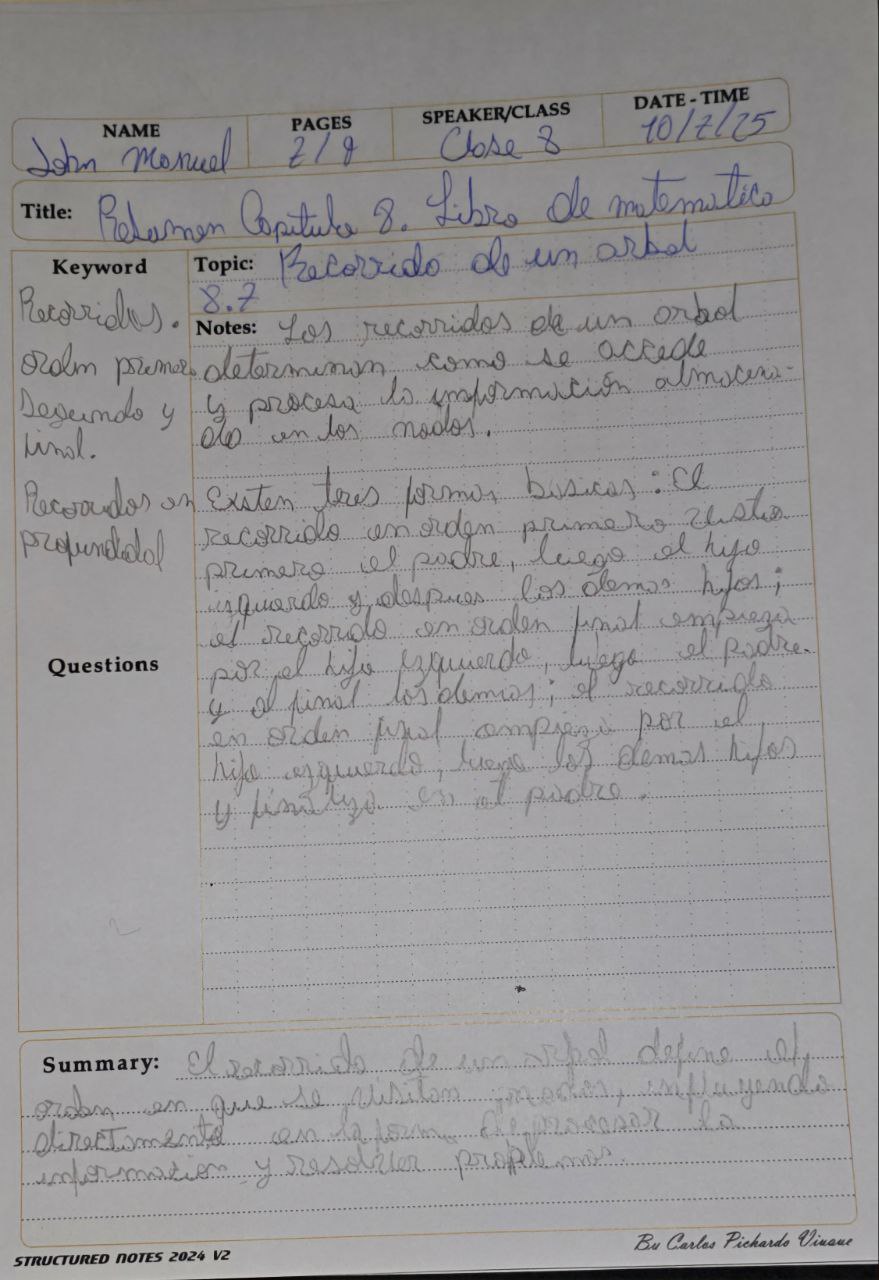 NAME PAGES SPEAKER/CLASS DATE - TIME
John Manuel 2/8 Clase 8 10/7/25
Title: Resumen Capitulo 8. Libro de matematica
Keyword
Topic: Recorrido de un arbol
8.7
Recorridos.
orden primero
Segundo y
final.
Recorridos en
profundidad
Questions
Notes: Los recorridos de un arbol
determinan como se accede
y procesa la información almacena-
da en los nodos.
Existen tres formas basicas: El
recorrido en orden primero visita
primero el padre, luego el hijo
izquierdo y despues los demas hijos;
el recorrido en orden final empieza
por el hijo izquierdo, luego el padre
y al final los demas; el recorrido
en orden final empieza por el
hijo izquierdo, luego los demas hijos
y finaliza en el padre.
Summary: El recorrido de un arbol define el
orden en que se visitan influyendo
directamente en la forma de procesar la
informacion y resolver problemas.
STRUCTURED NOTES 2024 V2
By Carlos Pichardo Viuque